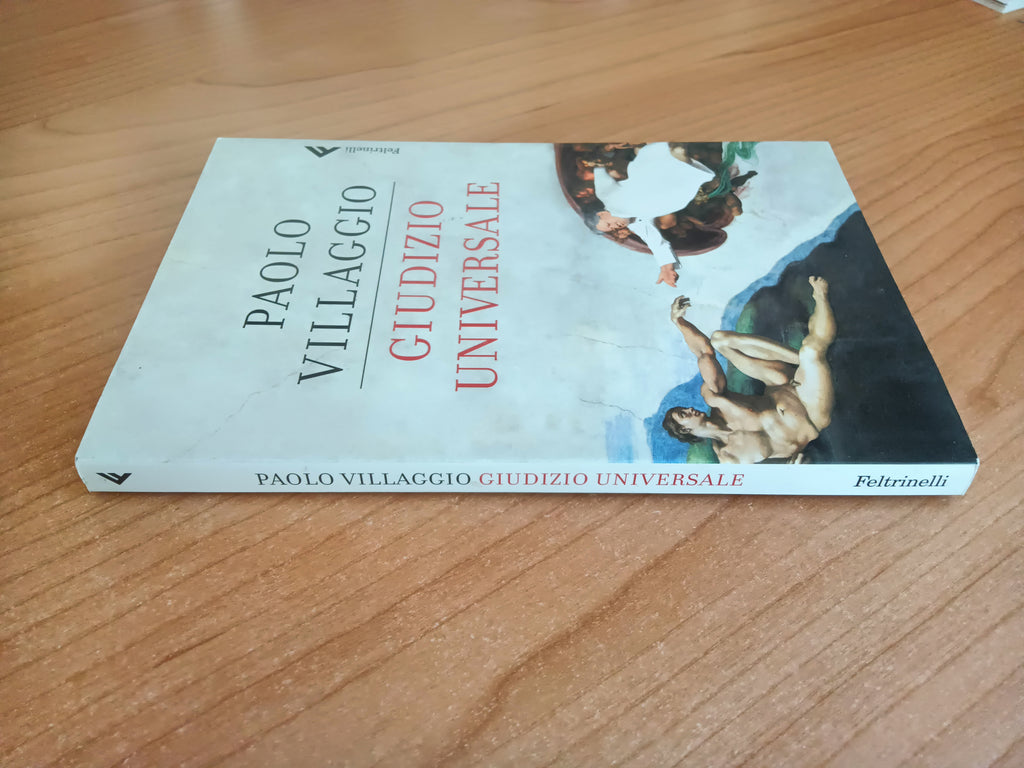 PAOLO
VILLAGGIO
GIUDIZIO
UNIVERSALE
Feltrinelli
PAOLO VILLAGGIO GIUDIZIO UNIVERSALE
Feltrinelli